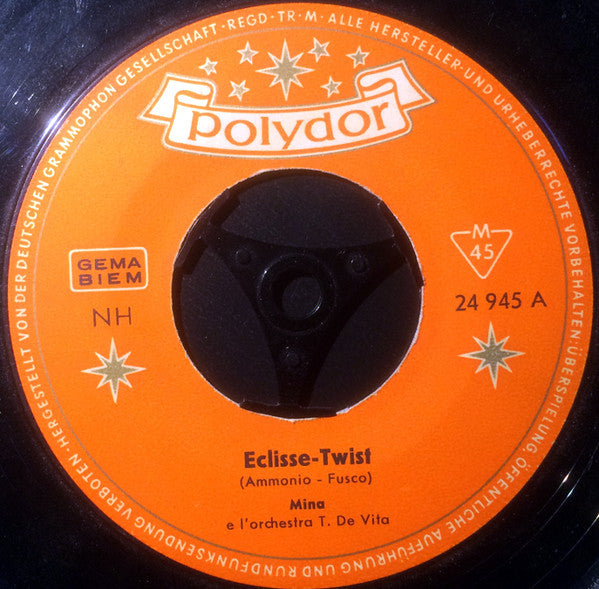 HERGESTELLT VON DER DEUTSCHEN GRAMMOPHON GESELLSCHAFT · REGD · TR · M · ALLE HERSTELLER- UND URHEBERRECHTE VORBEHALTEN: ÜBERSPIELUNG, ÖFFENTLICHE AUFFÜHRUNG UND RUNDFUNKSENDUNG VERBOTEN ·
Polydor
GEMA
BIEM
NH
M
45
24 945 A
Eclisse-Twist
(Ammonio - Fusco)
Mina
e l'orchestra T. De Vita